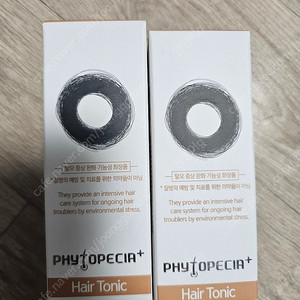 탈모 증상 완화 기능성 화장품
* 질병의 예방 및 치료를 위한 의약품이 아님.
They provide an intensive hair
care system for ongoing hair
troublers by environmental stress.
PHYTOPECIA+
Hair Tonic
탈모 증상 완화 기능성 화장품
* 질병의 예방 및 치료를 위한 의약품이 아님.
They provide an intensive hair
care system for ongoing hair
troublers by environmental stress.
PHYTOPECIA+
Hair Tonic